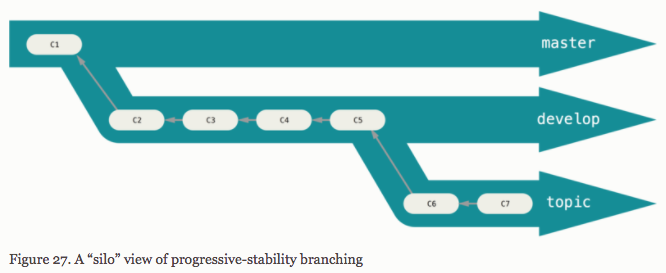 C1
master
C2
C3
C4
C5
develop
C6
C7
topic
Figure 27. A “silo” view of progressive-stability branching